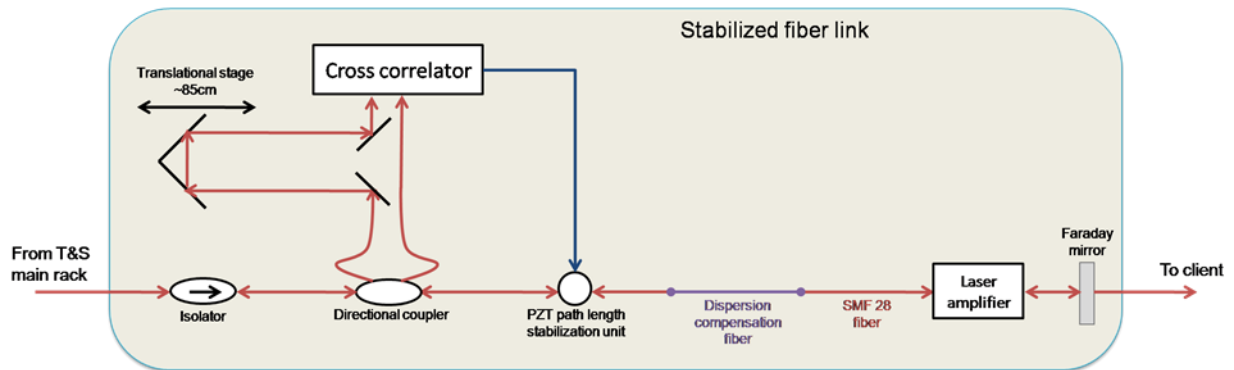 Stabilized fiber link
Translational stage
~85cm
Cross correlator
From T&S
main rack
Isolator
Directional coupler
PZT path length
stabilization unit
Dispersion
compensation
fiber
SMF 28
fiber
Laser
amplifier
Faraday
mirror
To client